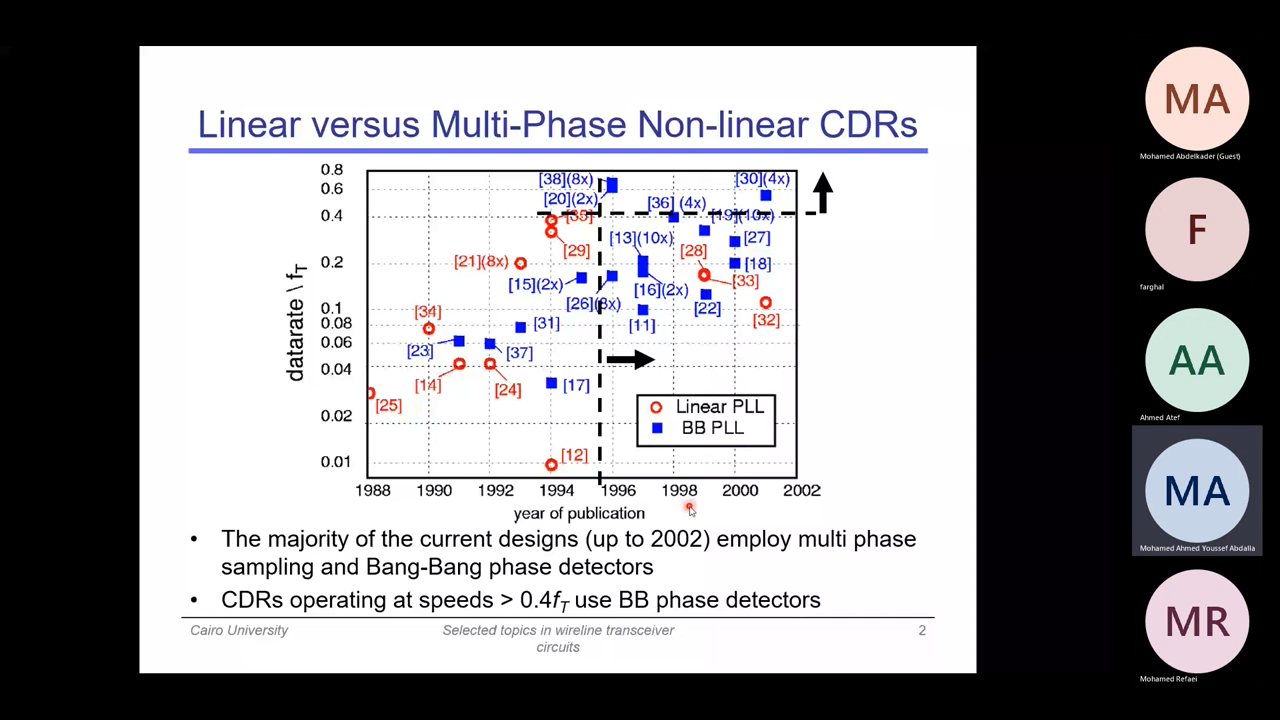 Linear versus Multi-Phase Non-linear CDRs
datarate \ fT
0.8
0.6
0.4
0.2
0.1
0.08
0.06
0.04
0.02
0.01
[38](8x)
[20](2x)
[30](4x)
[36] (4x)
[35]
[19](10x)
[29]
[13](10x)
[28]
[27]
[21](8x)
[18]
[15](2x)
[16](2x)
[33]
[26](8x)
[22]
[34]
[31]
[11]
[32]
[23]
[37]
[14]
[24]
[17]
[25]
[12]
Linear PLL
BB PLL
1988 1990 1992 1994 1996 1998 2000 2002
year of publication
• The majority of the current designs (up to 2002) employ multi phase
sampling and Bang-Bang phase detectors
• CDRs operating at speeds > 0.4fT use BB phase detectors
Cairo University
Selected topics in wireline transceiver
circuits
2
MA
Mohamed Abdelkader (Guest)
F
farghal
AA
Ahmed Atef
MA
Mohamed Ahmed Youssef Abdalla
MR
Mohamed Refaei